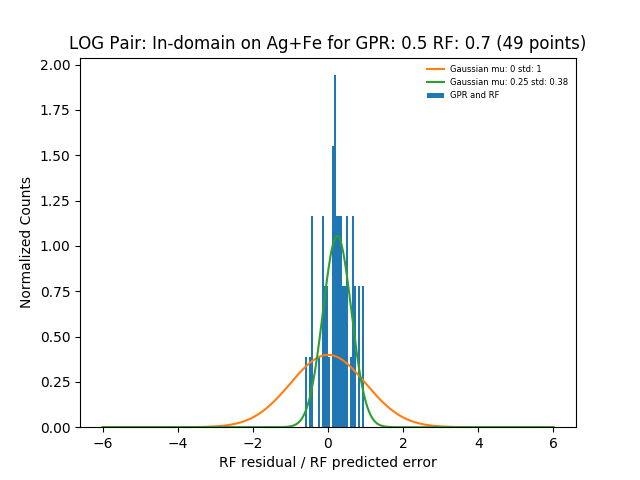 LOG Pair: In-domain on Ag+Fe for GPR: 0.5 RF: 0.7 (49 points)
Gaussian mu: 0 std: 1
Gaussian mu: 0.25 std: 0.38
GPR and RF
Normalized Counts
2.00
1.75
1.50
1.25
1.00
0.75
0.50
0.25
0.00
−6 −4 −2 0 2 4 6
RF residual / RF predicted error